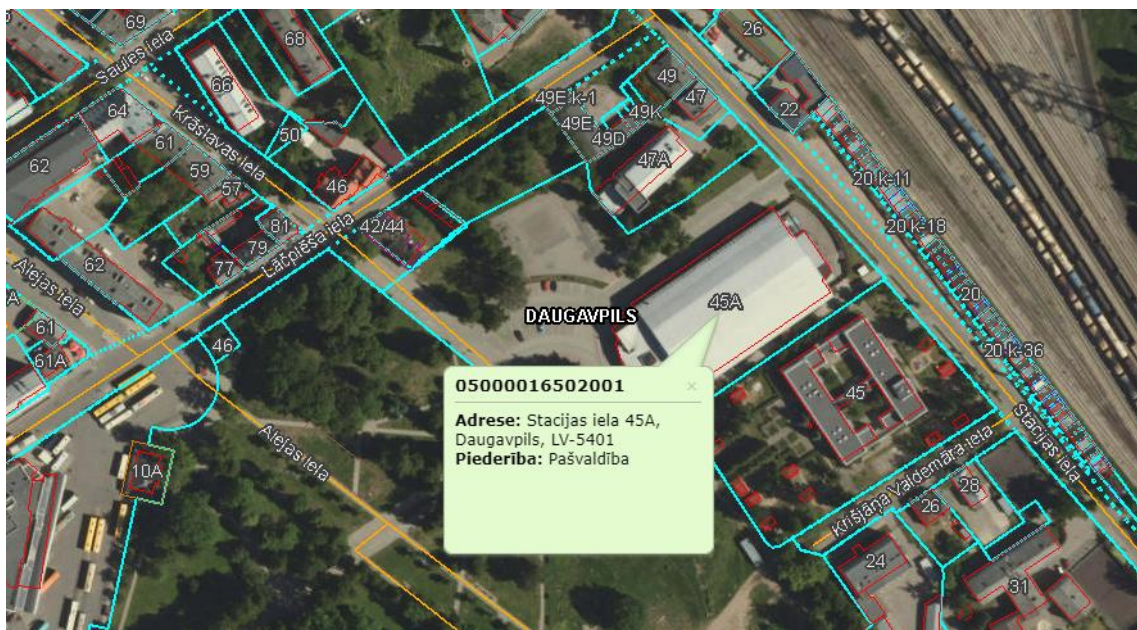 69
68
26
Saules iela
66
49
47
22
64
49E k-1
49E
49K
49D
50
Krāslavas iela
61
47A
62
59
57
46
20 k-11
81
42/44
20 k-18
79
Lāčplēša iela
77
62
Alejas iela
DAUGAVPILS
45A
20
61
46
61A
20 k-36
05000016502001
×
Adrese: Stacijas iela 45A,
Daugavpils, LV-5401
Piederība: Pašvaldība
45
Stacijas iela
Alejas iela
Krišjāņa Valdemāra iela
10A
28
26
24
31